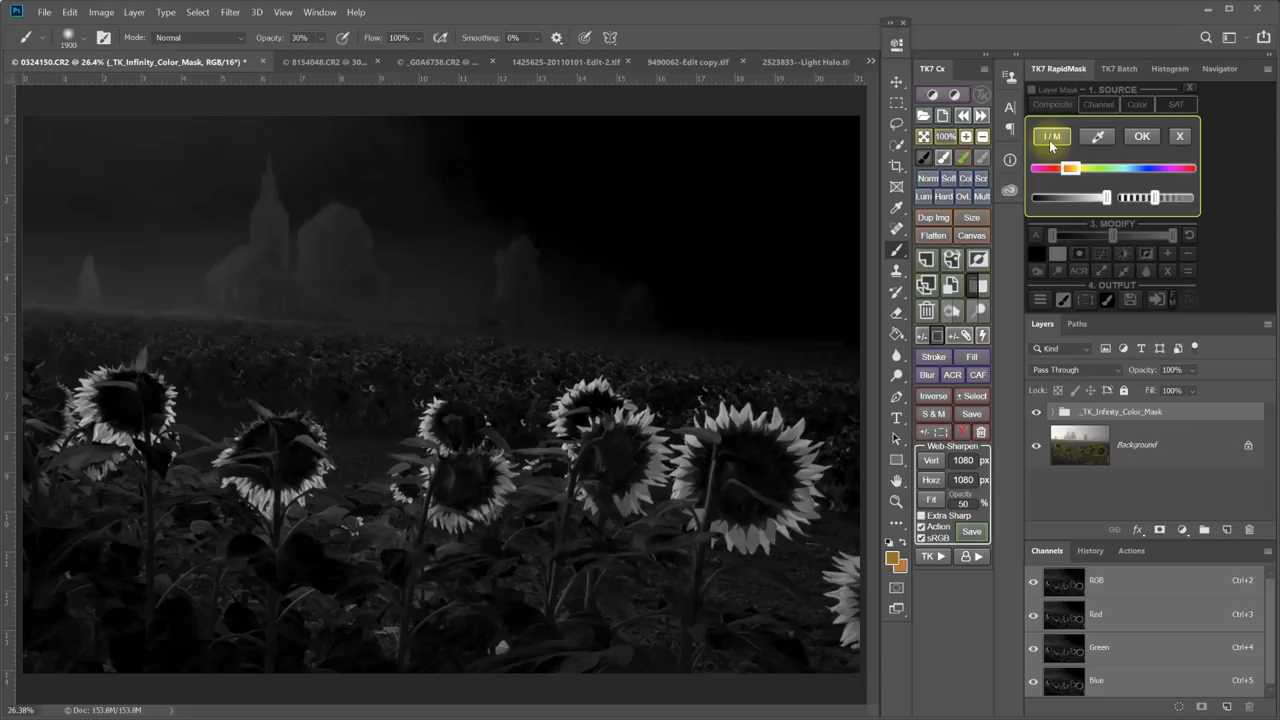 Ps File Edit Image Layer Type Select Filter 3D View Window Help
1900 Mode: Normal Opacity: 30% Flow: 100% Smoothing: 0%
© 0324150.CR2 @ 26.4% (_TK_Infinity_Color_Mask, RGB/16*) * × © 8154048.CR2 @ 30... × _G0A6738.CR2 @ ... × 1425625-20110101-Edit-2.tif × 9490062-Edit copy.tif × 2523833--Light Halo.tif
TK7 Cx
100%
Norm Soft Col Scr
Lum Hard OvL Mult
Dup Img Size
Flatten Canvas
+/- +/-
Stroke Fill
Blur ACR CAF
Inverse ± Select
S & M Save
+/- X
Web-Sharpen
Vert 1080 px
Horz 1080 px
Fit Opacity 50 %
Extra Sharp
Action
sRGB
Save
TK
TK7 RapidMask TK7 Batch Histogram Navigator
Layer Mask 1. SOURCE X
Composite Channel Color SAT
I / M OK X
3. MODIFY
A
ACR X =
4. OUTPUT
F M
Layers Paths
Kind
Pass Through Opacity: 100%
Lock: Fill: 100%
_TK_Infinity_Color_Mask
Background
fx
Channels History Actions
RGB Ctrl+2
Red Ctrl+3
Green Ctrl+4
Blue Ctrl+5
26.38% © Doc: 153.8M/153.8M